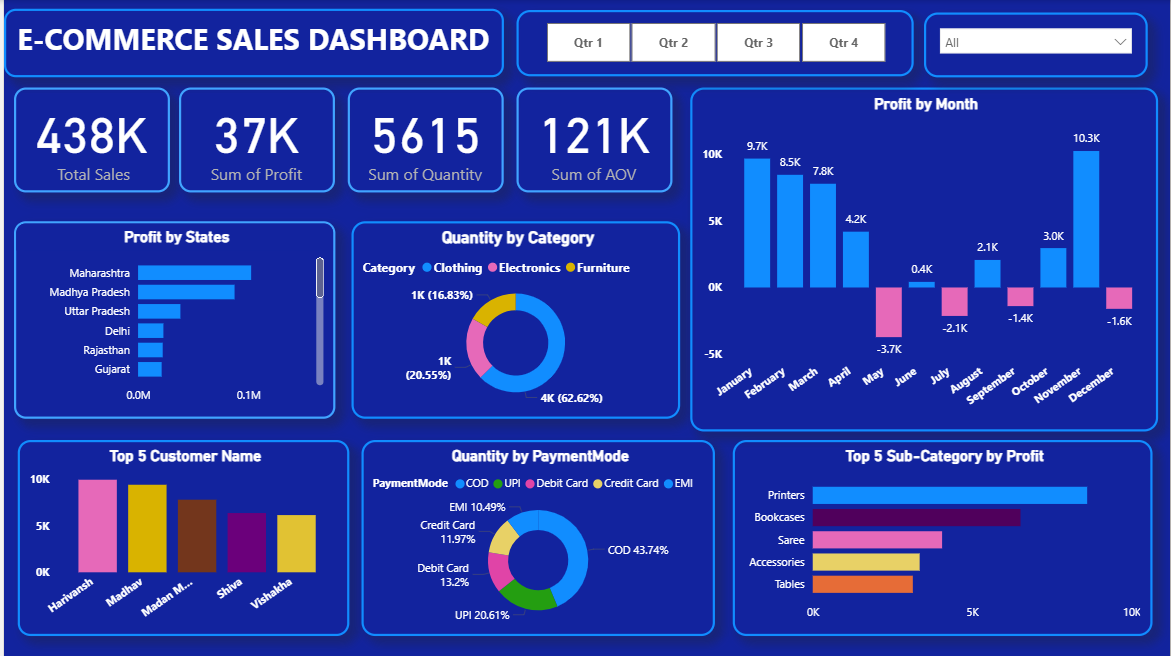 E-COMMERCE SALES DASHBOARD
Qtr 1 Qtr 2 Qtr 3 Qtr 4
All
438K
Total Sales
37K
Sum of Profit
5615
Sum of Quantity
121K
Sum of AOV
Profit by Month
10K
5K
0K
-5K
9.7K
8.5K
7.8K
4.2K
-3.7K
0.4K
-2.1K
2.1K
-1.4K
3.0K
10.3K
-1.6K
January
February
March
April
May
June
July
August
September
October
November
December
Profit by States
Maharashtra
Madhya Pradesh
Uttar Pradesh
Delhi
Rajasthan
Gujarat
0.0M 0.1M
Quantity by Category
Category Clothing Electronics Furniture
1K (16.83%)
1K
(20.55%)
4K (62.62%)
Top 5 Customer Name
10K
5K
0K
Harivansh
Madhav
Madan M...
Shiva
Vishakha
Quantity by PaymentMode
PaymentMode COD UPI Debit Card Credit Card EMI
EMI 10.49%
Credit Card
11.97%
Debit Card
13.2%
UPI 20.61%
COD 43.74%
Top 5 Sub-Category by Profit
Printers
Bookcases
Saree
Accessories
Tables
0K 5K 10K